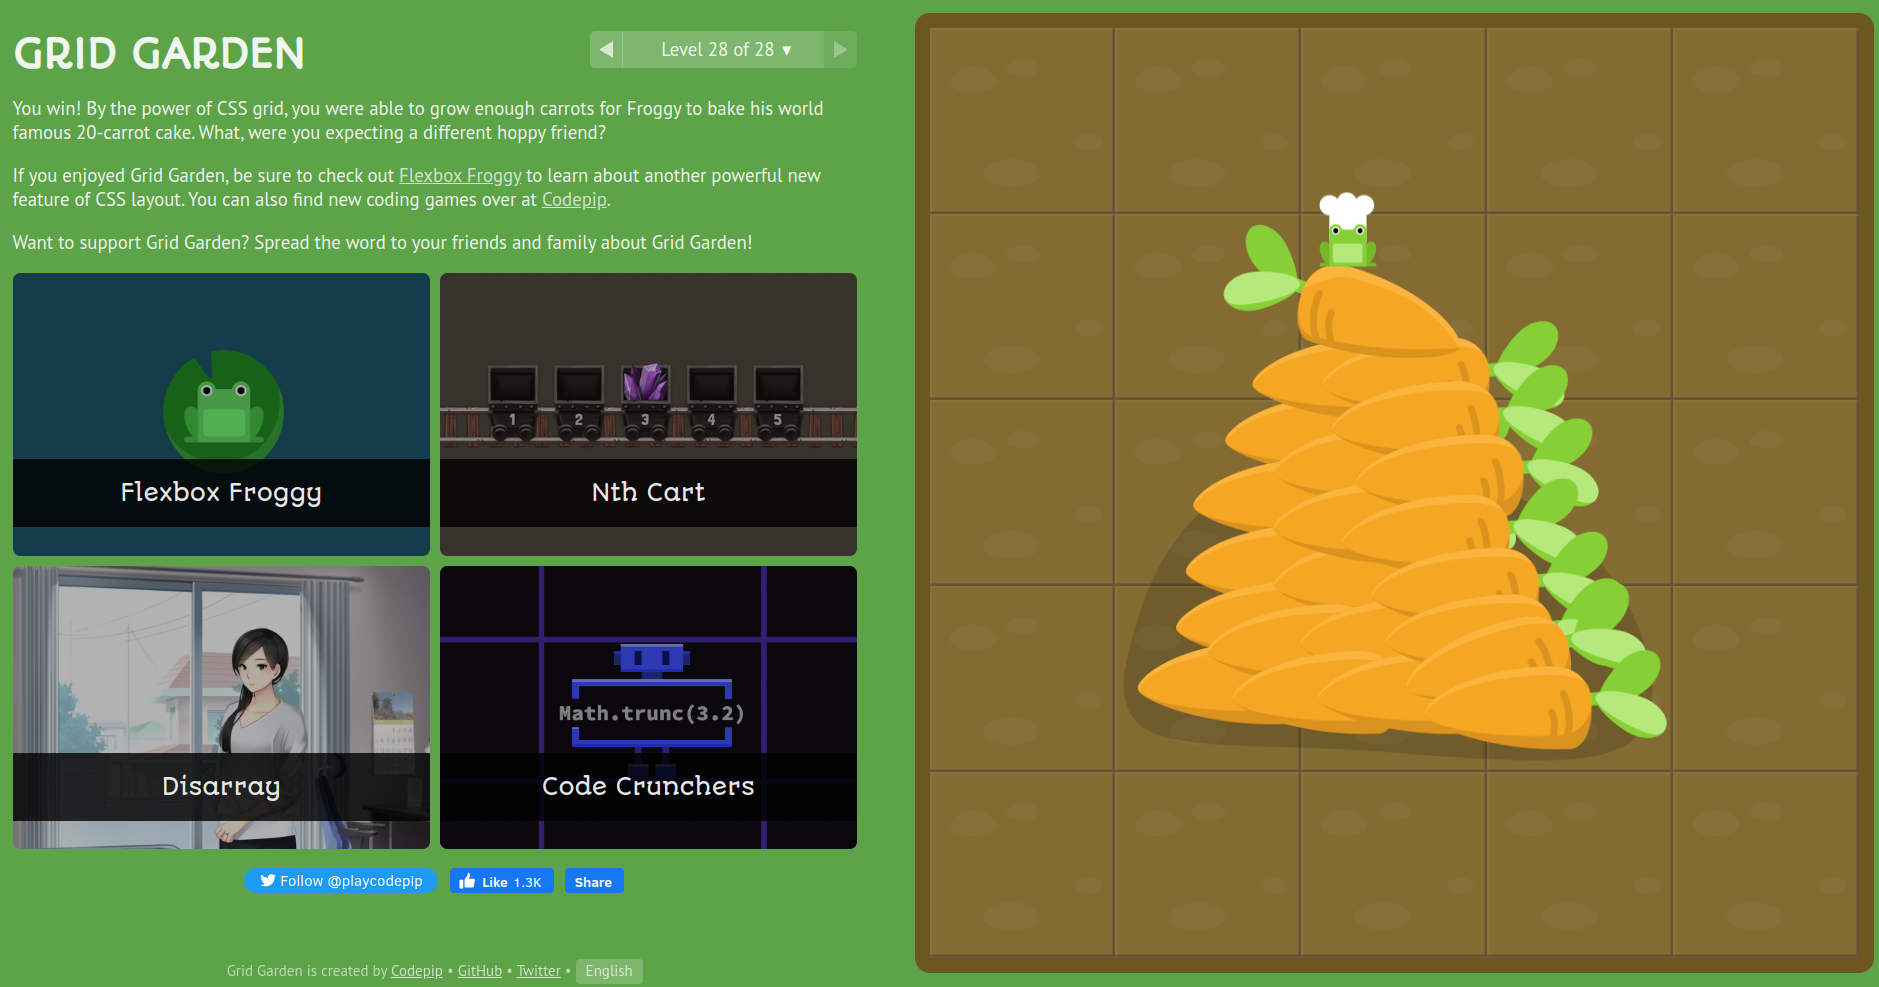 GRID GARDEN
◀ Level 28 of 28 ▼ ▶
You win! By the power of CSS grid, you were able to grow enough carrots for Froggy to bake his world
famous 20-carrot cake. What, were you expecting a different hoppy friend?
If you enjoyed Grid Garden, be sure to check out Flexbox Froggy to learn about another powerful new
feature of CSS layout. You can also find new coding games over at Codepip.
Want to support Grid Garden? Spread the word to your friends and family about Grid Garden!
Flexbox Froggy
1 2 3 4 5
Nth Cart
Disarray
Math.trunc(3.2)
Code Crunchers
Follow @playcodepip
Like 1.3K
Share
Grid Garden is created by Codepip • GitHub • Twitter • English